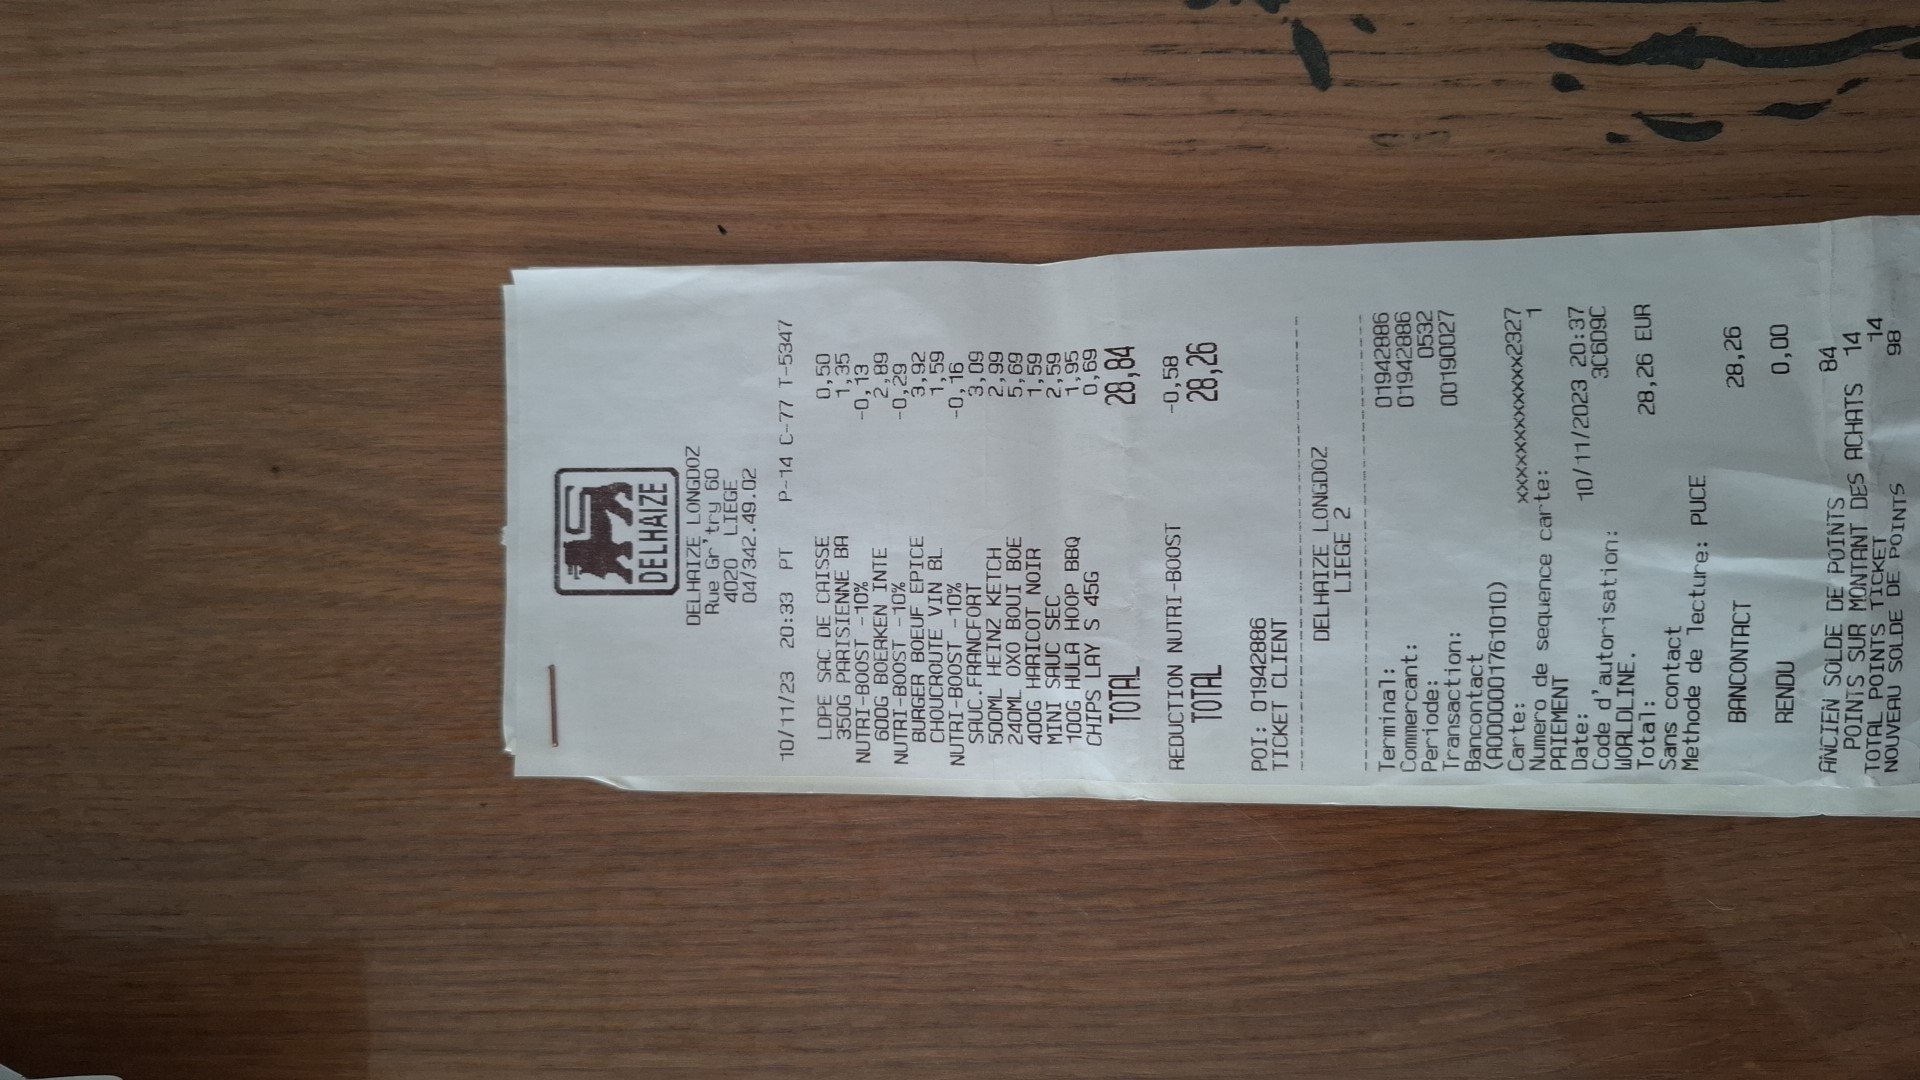 DELHAIZE
DELHAIZE LONGDOZ
Rue Gr'try 60
4020 LIEGE
04/342.49.02
10/11/23 20:33 PT P-14 C-77 T-5347
LDPE SAC DE CAISSE 0,50
350G PARISIENNE BA 1,35
NUTRI-BOOST -10% -0,13
600G BOERKEN INTE 2,89
NUTRI-BOOST -10% -0,29
BURGER BOEUF EPICE 3,92
CHOUCROUTE VIN BL 1,59
NUTRI-BOOST -10% -0,16
SAUC.FRANCFORT 3,09
500ML HEINZ KETCH 2,99
240ML OXO BOUI BOE 5,69
400G HARICOT NOIR 1,59
MINI SAUC SEC 2,59
100G HULA HOOP BBQ 1,95
CHIPS LAY S 45G 0,69
TOTAL 28,84
REDUCTION NUTRI-BOOST -0,58
TOTAL 28,26
POI: 01942886
TICKET CLIENT
DELHAIZE LONGDOZ
LIEGE 2
Terminal: 01942886
Commercant: 01942886
Periode: 0532
Transaction: 00190027
Bancontact
(A0000001761010)
Carte: xxxxxxxxxxxxx2327
Numero de sequence carte: 1
PAIEMENT
Date: 10/11/2023 20:37
Code d'autorisation: 3C6D9C
WORLDLINE.
Total: 28,26 EUR
Sans contact
Methode de lecture: PUCE
BANCONTACT 28,26
RENDU 0,00
ANCIEN SOLDE DE POINTS 84
POINTS SUR MONTANT DES ACHATS 14
TOTAL POINTS TICKET 14
NOUVEAU SOLDE DE POINTS 98